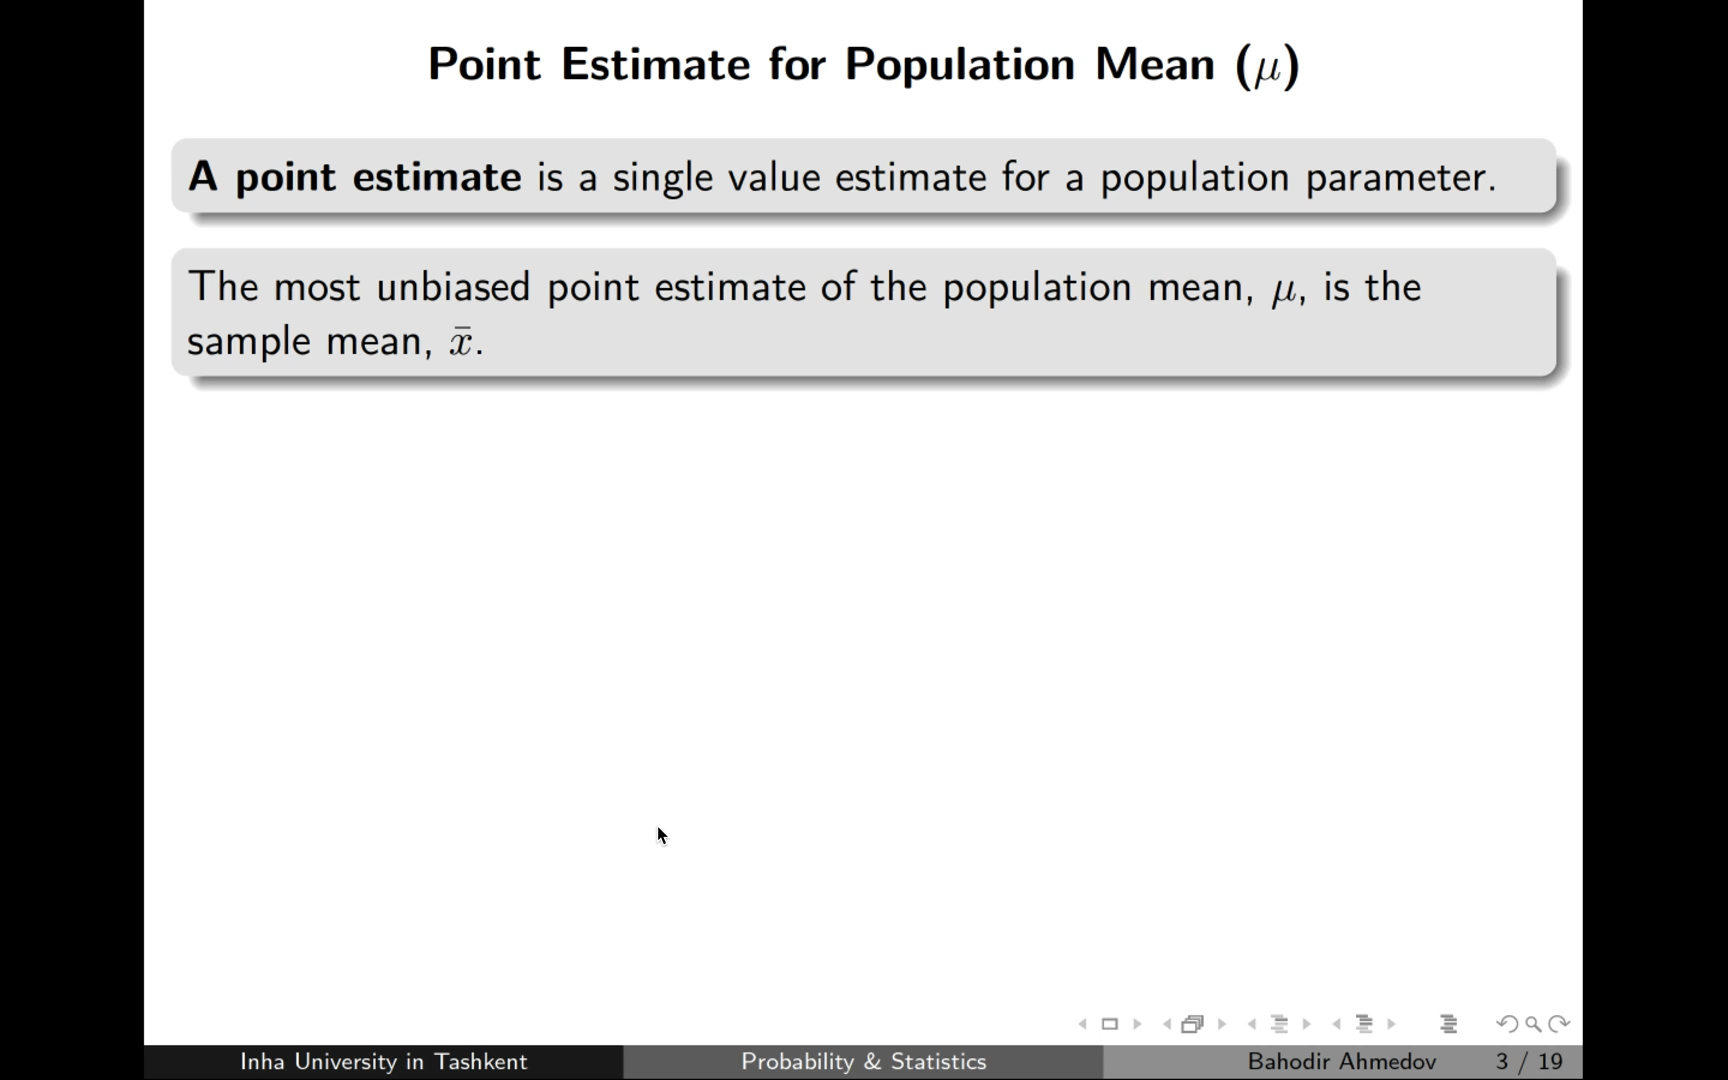 Point Estimate for Population Mean (μ)
A point estimate is a single value estimate for a population parameter.
The most unbiased point estimate of the population mean, μ, is the
sample mean, x̄.
Inha University in Tashkent
Probability & Statistics
Bahodir Ahmedov
3 / 19